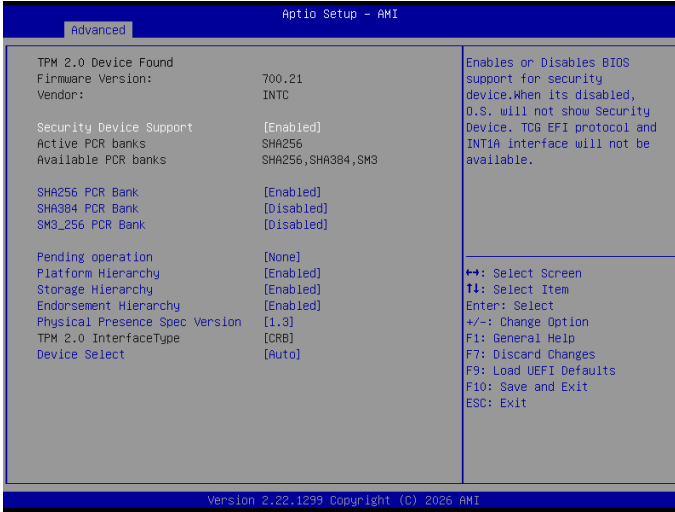 Aptio Setup - AMI
Advanced
TPM 2.0 Device Found
Firmware Version: 700.21
Vendor: INTC
Security Device Support [Enabled]
Active PCR banks SHA256
Available PCR banks SHA256,SHA384,SM3
SHA256 PCR Bank [Enabled]
SHA384 PCR Bank [Disabled]
SM3_256 PCR Bank [Disabled]
Pending operation [None]
Platform Hierarchy [Enabled]
Storage Hierarchy [Enabled]
Endorsement Hierarchy [Enabled]
Physical Presence Spec Version [1.3]
TPM 2.0 InterfaceType [CRB]
Device Select [Auto]
Enables or Disables BIOS
support for security
device.When its disabled,
O.S. will not show Security
Device. TCG EFI protocol and
INT1A interface will not be
available.
↔: Select Screen
↑↓: Select Item
Enter: Select
+/-: Change Option
F1: General Help
F7: Discard Changes
F9: Load UEFI Defaults
F10: Save and Exit
ESC: Exit
Version 2.22.1299 Copyright (C) 2026 AMI